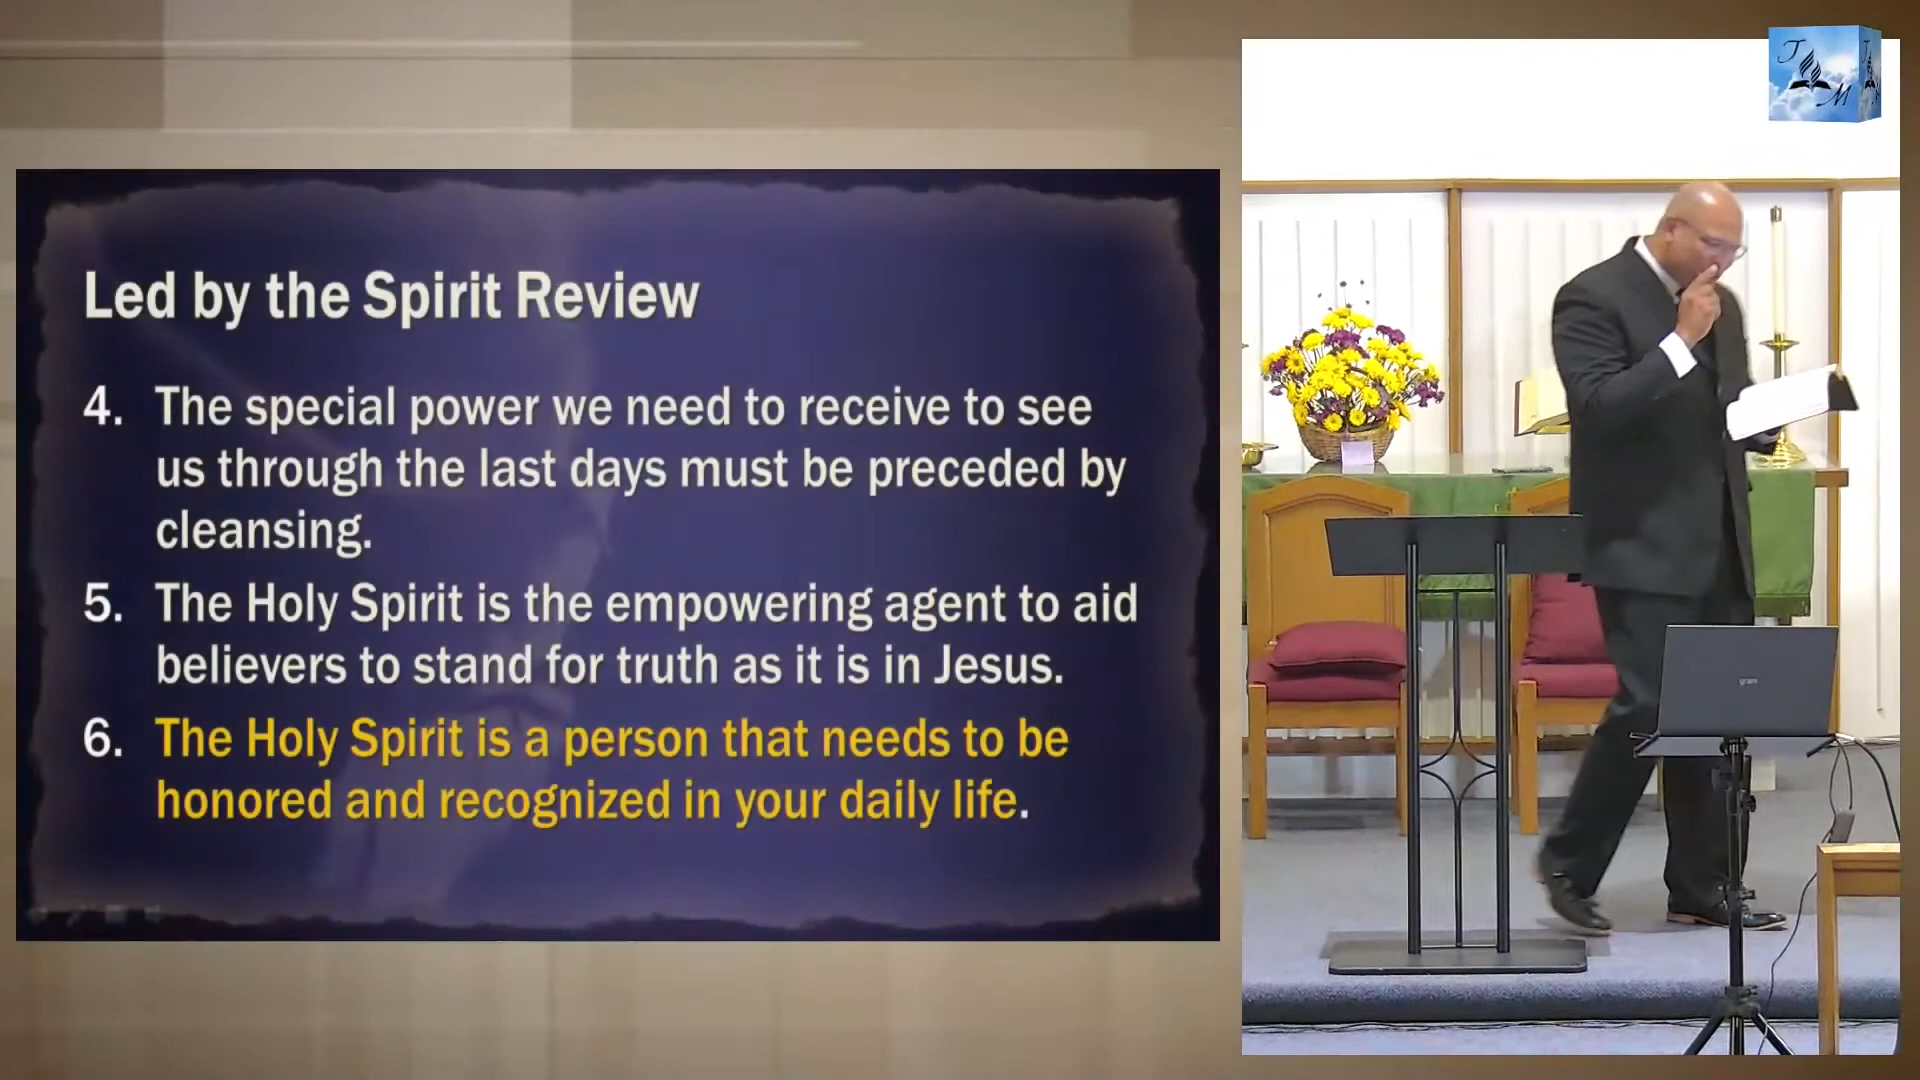 Led by the Spirit Review
4. The special power we need to receive to see
us through the last days must be preceded by
cleansing.
5. The Holy Spirit is the empowering agent to aid
believers to stand for truth as it is in Jesus.
6. The Holy Spirit is a person that needs to be
honored and recognized in your daily life.
J M
gram